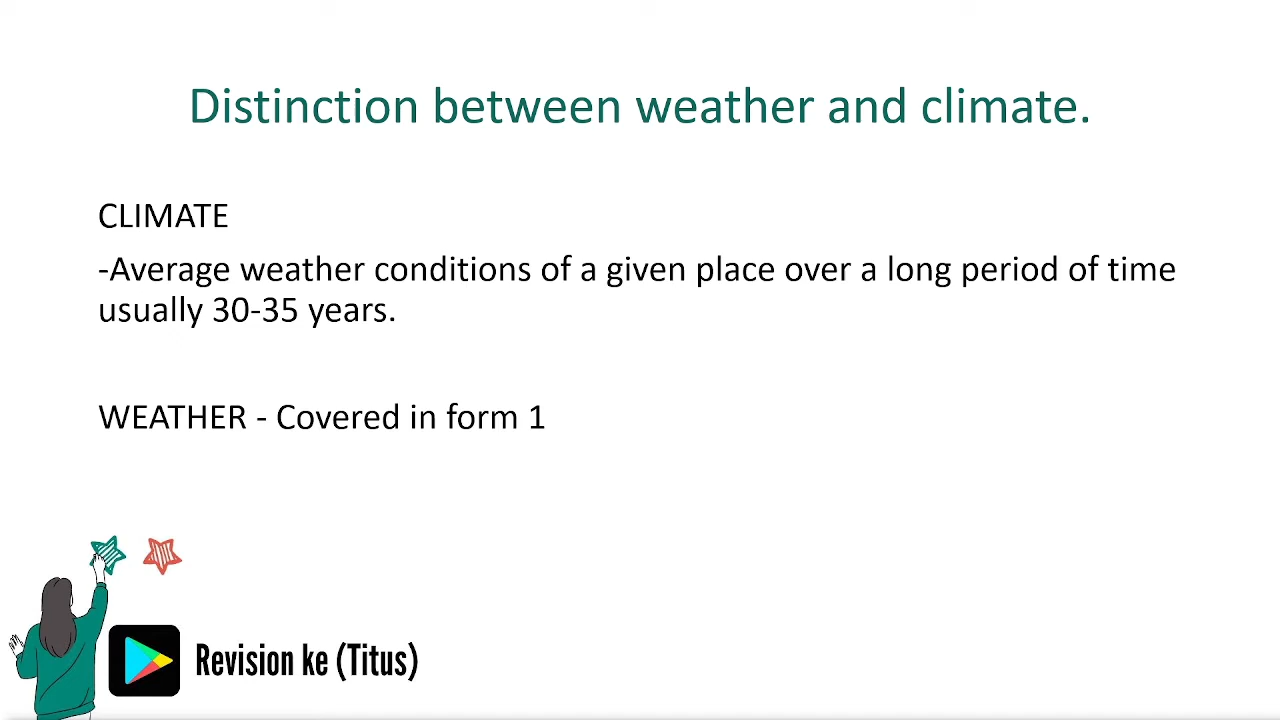 Distinction between weather and climate.
CLIMATE
-Average weather conditions of a given place over a long period of time
usually 30-35 years.
WEATHER - Covered in form 1
Revision ke (Titus)